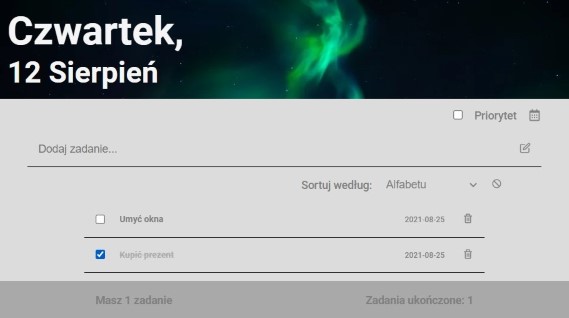 Czwartek,
12 Sierpień
Priorytet
Dodaj zadanie...
Sortuj według: Alfabetu
Umyć okna 2021-08-25
Kupić prezent 2021-08-25
Masz 1 zadanie Zadania ukończone: 1